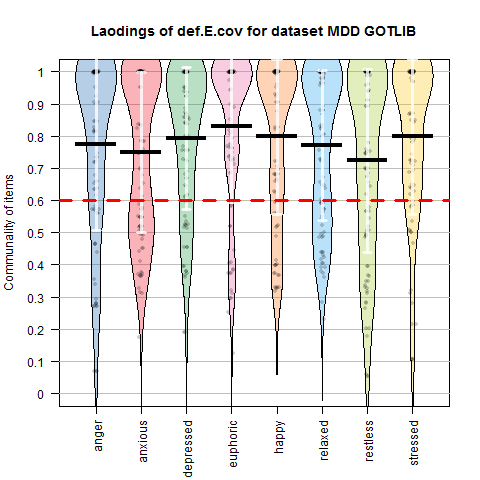 Laodings of def.E.cov for dataset MDD GOTLIB
Communality of items
1
0.9
0.8
0.7
0.6
0.5
0.4
0.3
0.2
0.1
0
anger
anxious
depressed
euphoric
happy
relaxed
restless
stressed